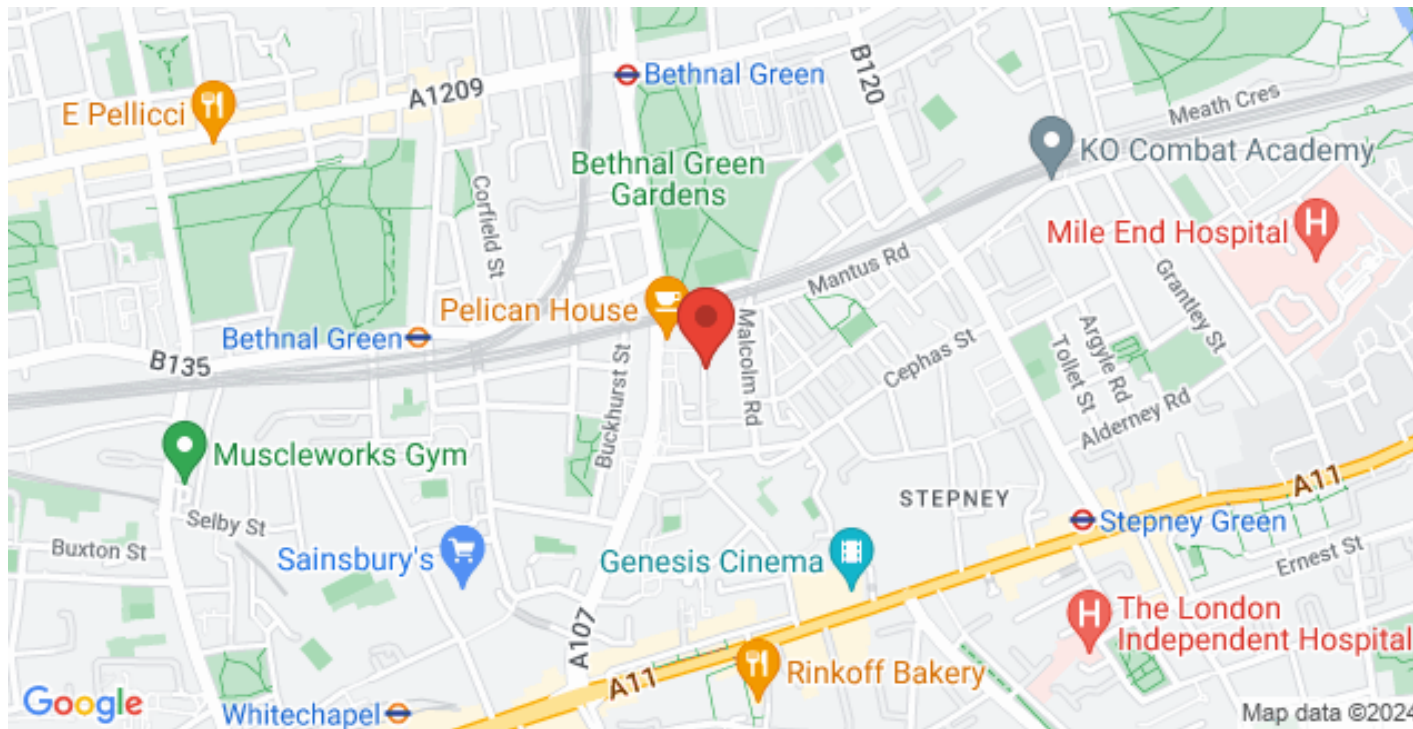 Bethnal Green
B120
A1209
Meath Cres
E Pellicci
KO Combat Academy
Bethnal Green
Gardens
Corfield St
Mile End Hospital
Mantus Rd
Grantley St
Pelican House
Malcolm Rd
Argyle Rd
Tollet St
Bethnal Green
B135
Buckhurst St
Cephas St
Alderney Rd
Muscleworks Gym
A11
STEPNEY
Selby St
Stepney Green
Buxton St
Sainsbury's
Genesis Cinema
Ernest St
A107
The London
Independent Hospital
Rinkoff Bakery
A11
Google
Whitechapel
Map data ©2024